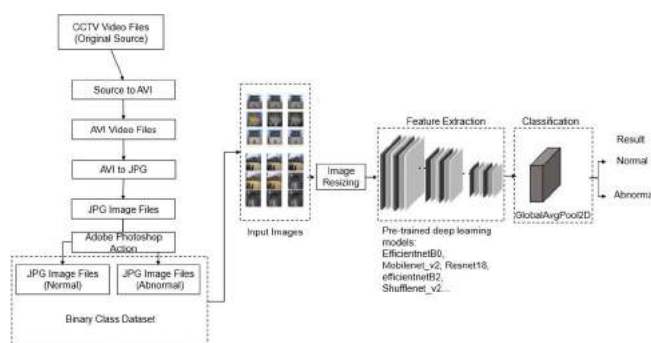 CCTV Video Files
(Original Source)
Source to AVI
AVI Video Files
AVI to JPG
JPG Image Files
Adobe Photoshop
Action
JPG Image Files
(Normal)
JPG Image Files
(Abnormal)
Binary Class Dataset
Input Images
Image
Resizing
Feature Extraction
Pre-trained deep learning
models:
EfficientnetB0,
Mobilenet_v2, Resnet18,
efficientnetB2,
Shufflenet_v2...
Classification
GlobalAvgPool2D
Result
Normal
Abnorma